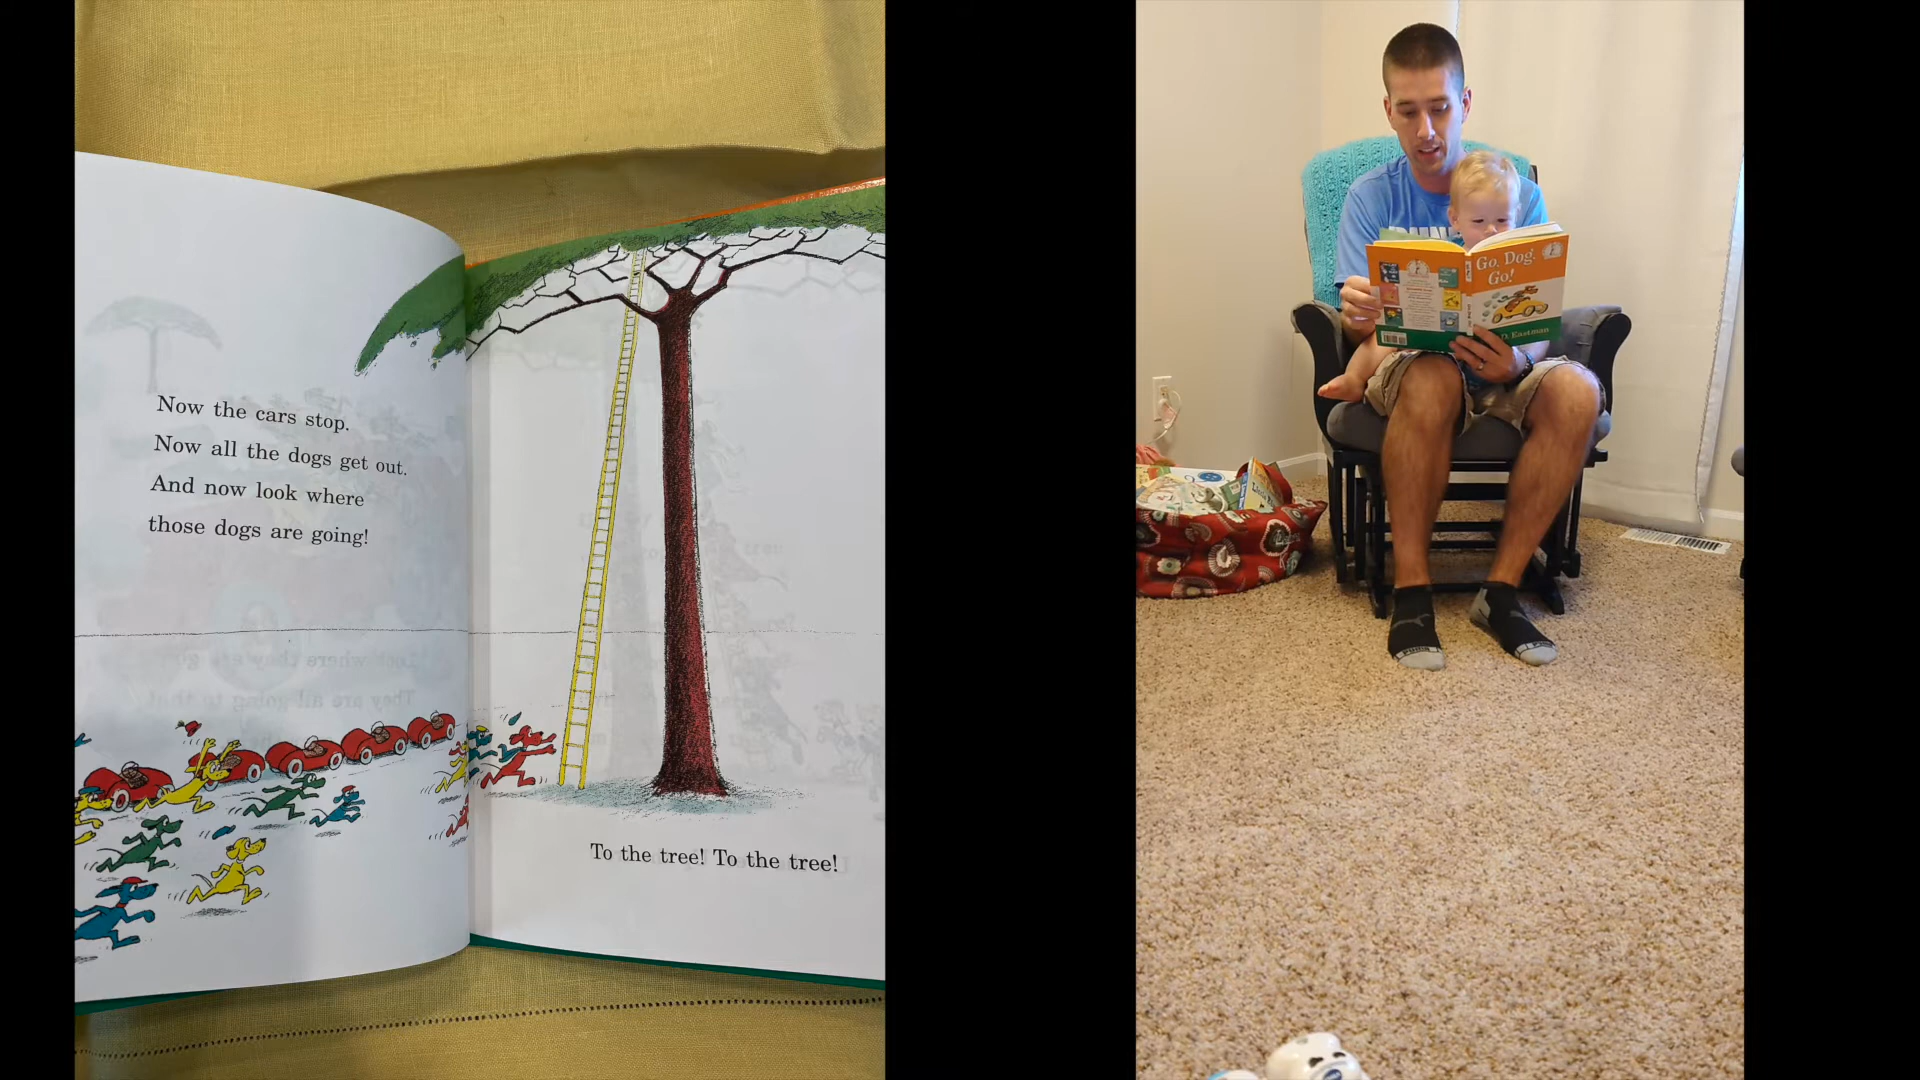 Now the cars stop.
Now all the dogs get out.
And now look where
those dogs are going!
To the tree! To the tree!
Go, Dog.
Go!
Eastman